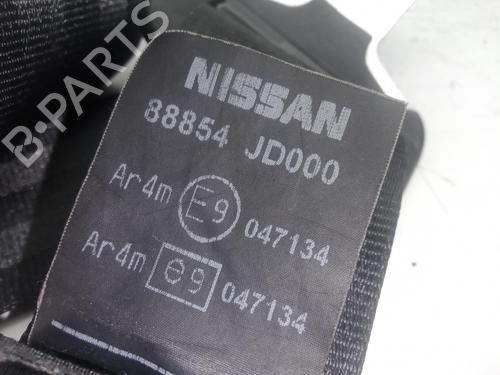 B-PARTS
NISSAN
88854 JD000
Ar4m E9 047134
Ar4m e9 047134